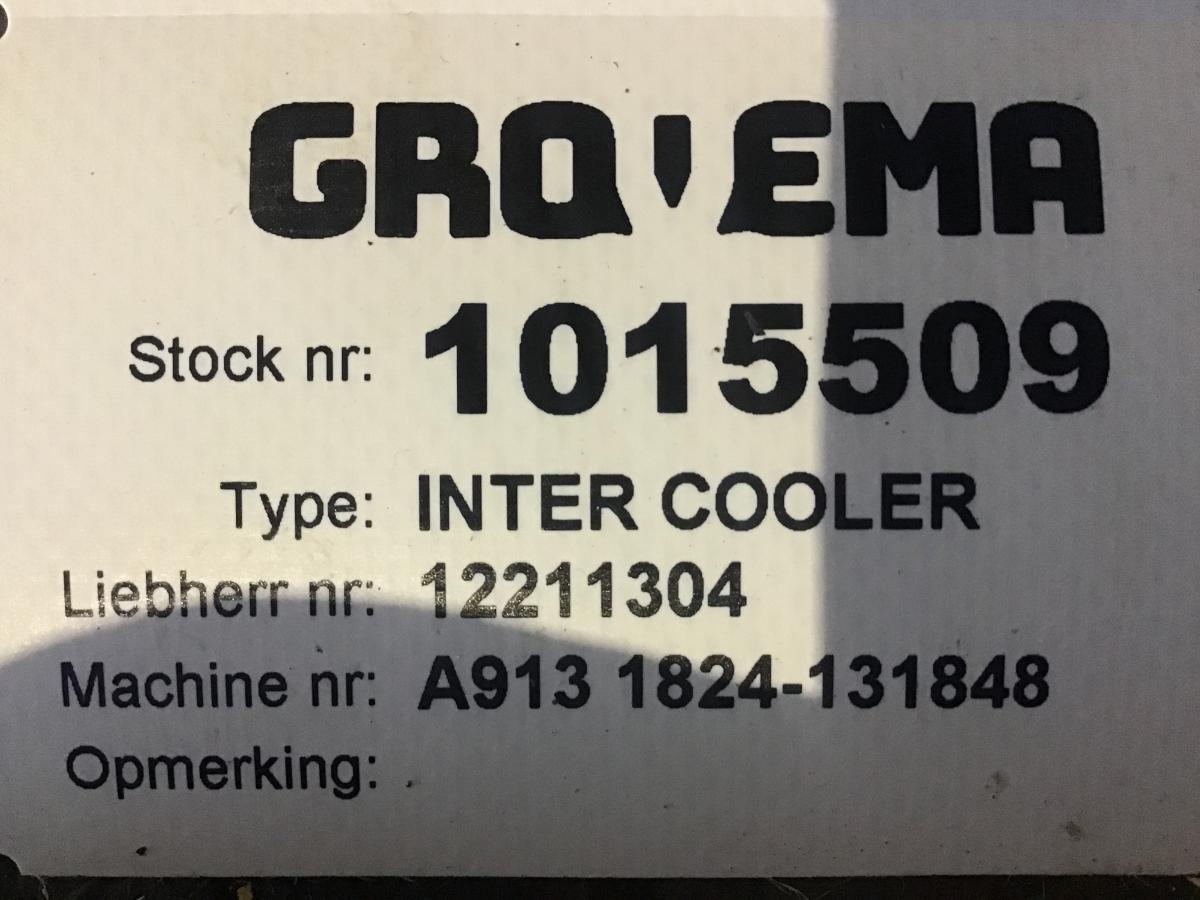 GRO'EMA
Stock nr: 1015509
Type: INTER COOLER
Liebherr nr: 12211304
Machine nr: A913 1824-131848
Opmerking: .